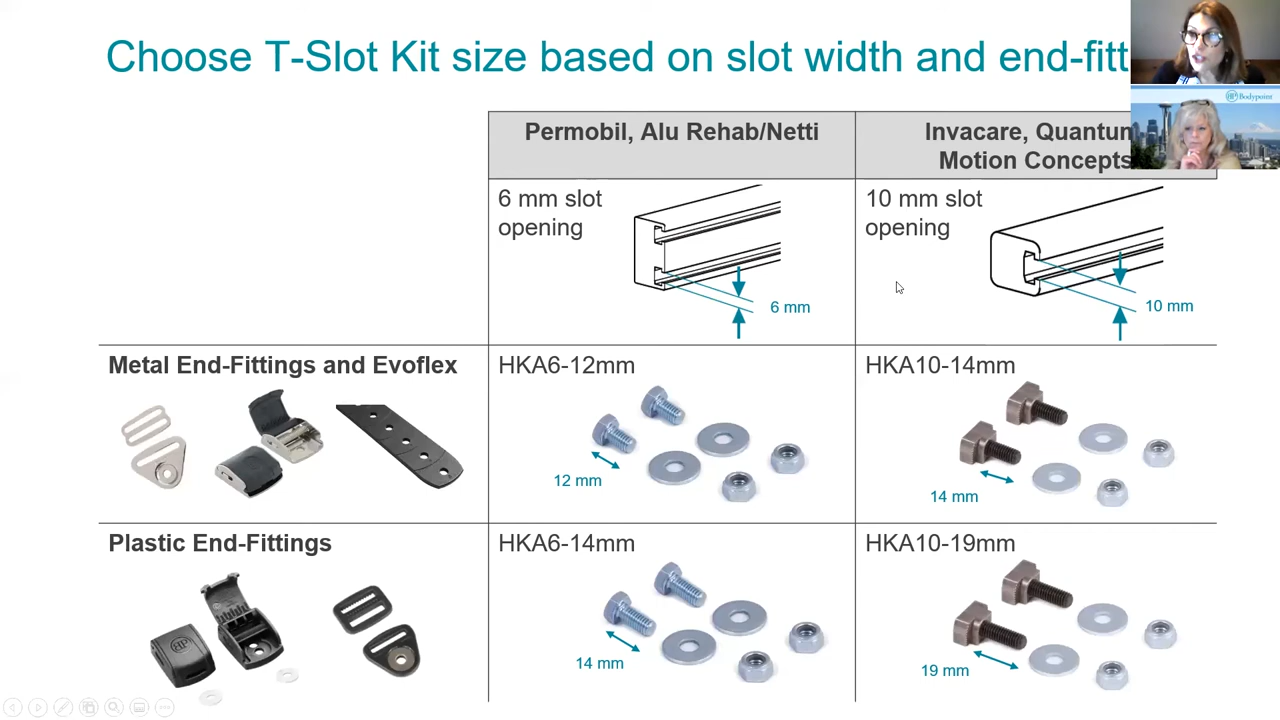 Choose T-Slot Kit size based on slot width and end-fitt
Bodypoint
Permobil, Alu Rehab/Netti
Invacare, Quantum
Motion Concepts
6 mm slot
opening
6 mm
10 mm slot
opening
10 mm
Metal End-Fittings and Evoflex
HKA6-12mm
12 mm
HKA10-14mm
14 mm
Plastic End-Fittings
HKA6-14mm
14 mm
HKA10-19mm
19 mm